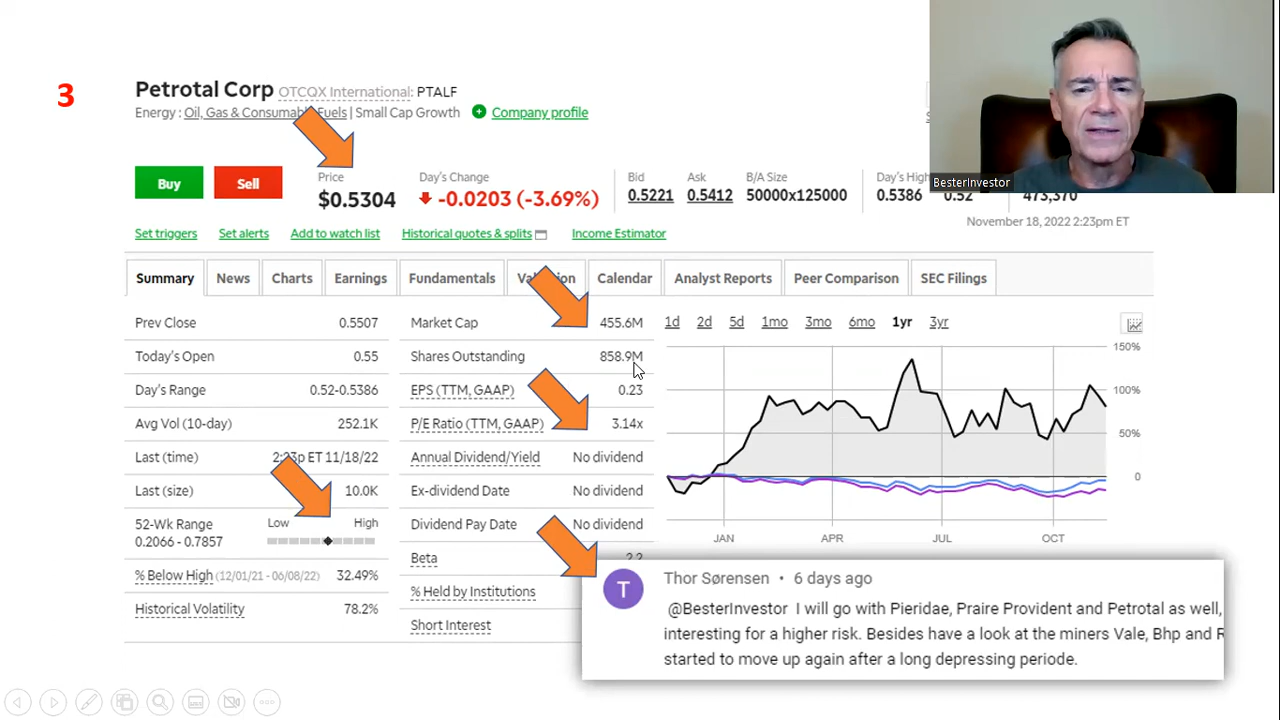 3
Petrotal Corp OTCQX International: PTALF
Energy : Oil, Gas & Consumable Fuels | Small Cap Growth Company profile
BesterInvestor
Buy
Sell
Price
$0.5304
Day's Change
-0.0203 (-3.69%)
Bid
0.5221
Ask
0.5412
B/A Size
50000x125000
0.5386
0.52
473,370
November 18, 2022 2:23pm ET
Set triggers
Set alerts
Add to watch list
Historical quotes & splits
Income Estimator
Summary
News
Charts
Earnings
Fundamentals
Calendar
Analyst Reports
Peer Comparison
SEC Filings
Prev Close 0.5507
Today's Open 0.55
Day's Range 0.52-0.5386
Avg Vol (10-day) 252.1K
Last (time) ET 11/18/22
Last (size) 10.0K
52-Wk Range
0.2066 - 0.7857
Low High
% Below High (12/01/21 - 06/08/22) 32.49%
Historical Volatility 78.2%
Market Cap 455.6M
Shares Outstanding 858.9M
EPS (TTM, GAAP) 0.23
P/E Ratio (TTM, GAAP) 3.14x
Annual Dividend/Yield No dividend
Ex-dividend Date No dividend
Dividend Pay Date No dividend
Beta 2.2
% Held by Institutions
Short Interest
1d 2d 5d 1mo 3mo 6mo 1yr 3yr
150%
100%
50%
0
JAN APR JUL OCT
T
Thor Sørensen • 6 days ago
@BesterInvestor I will go with Pieridae, Praire Provident and Petrotal as well,
interesting for a higher risk. Besides have a look at the miners Vale, Bhp and R
started to move up again after a long depressing periode.